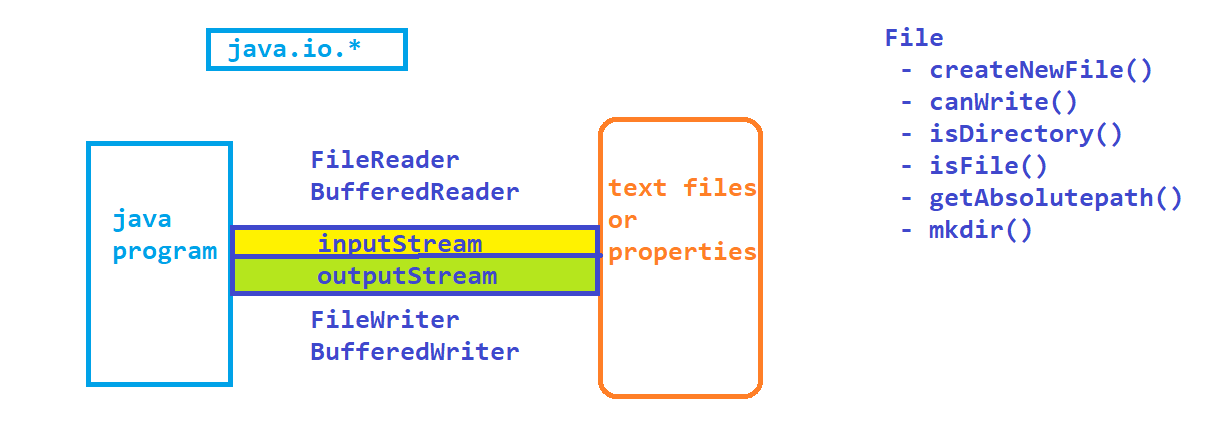 java.io.*
File
- createNewFile()
- canWrite()
- isDirectory()
- isFile()
- getAbsolutepath()
- mkdir()
FileReader
BufferedReader
java
program
inputStream
outputStream
text files
or
properties
FileWriter
BufferedWriter